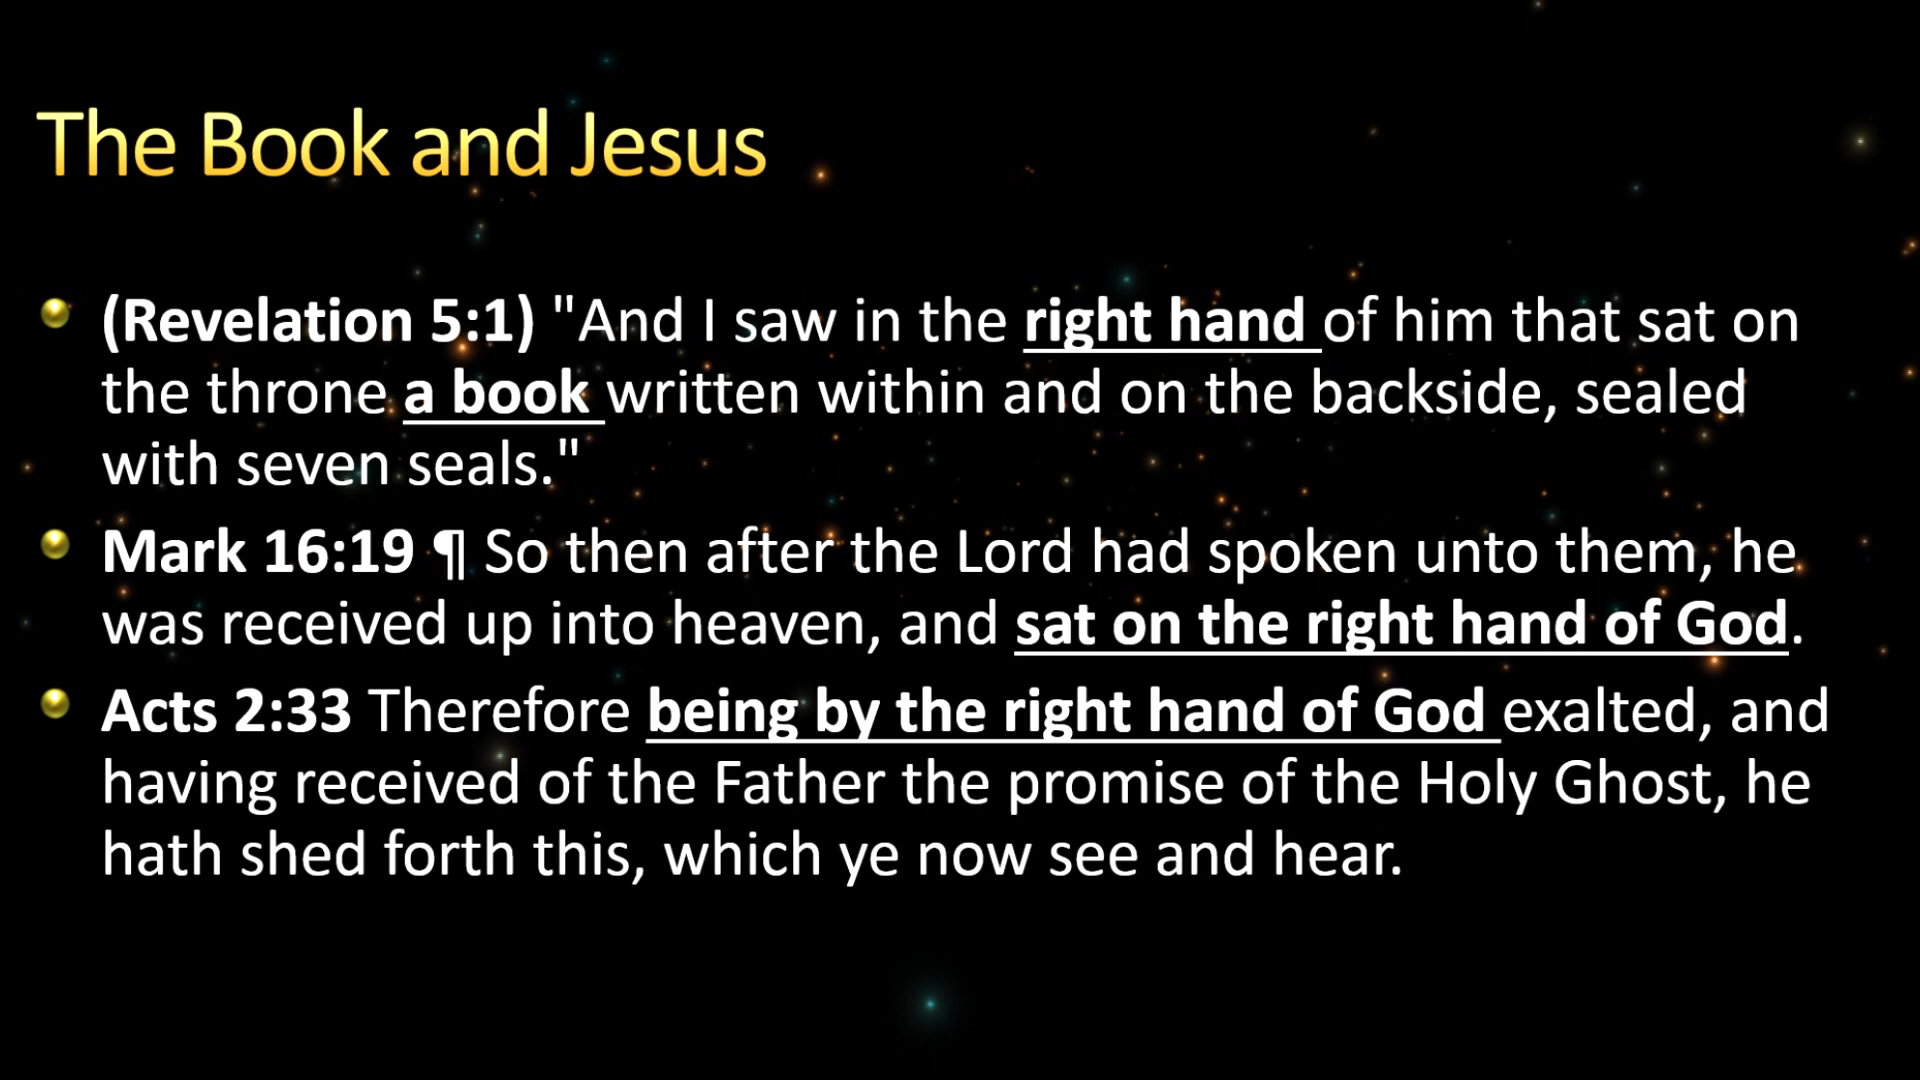 The Book and Jesus
(Revelation 5:1) "And I saw in the right hand of him that sat on
the throne a book written within and on the backside, sealed
with seven seals."
Mark 16:19 ¶ So then after the Lord had spoken unto them, he
was received up into heaven, and sat on the right hand of God.
Acts 2:33 Therefore being by the right hand of God exalted, and
having received of the Father the promise of the Holy Ghost, he
hath shed forth this, which ye now see and hear.